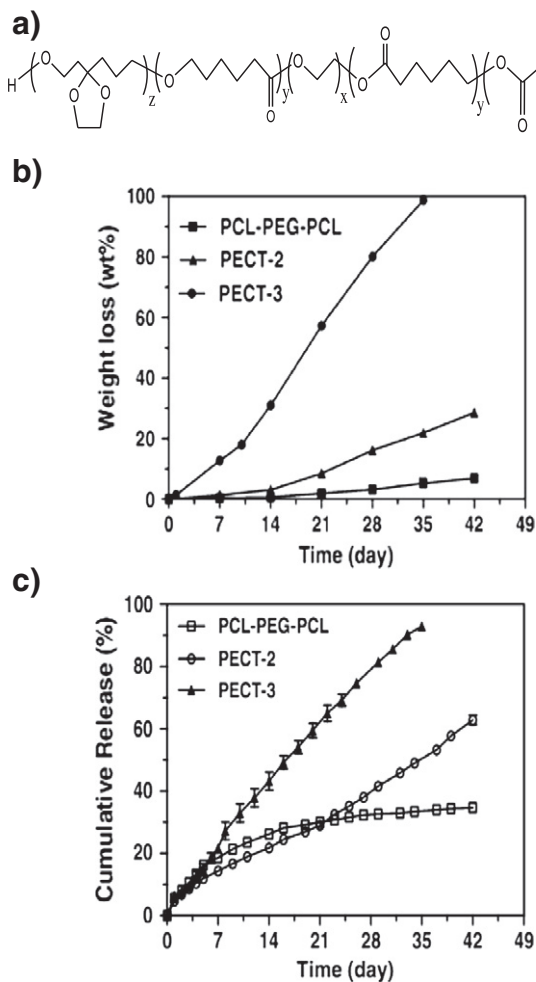 a)
H O O O z O O y O x O O y O O
b)
100
80
60
40
20
0
Weight loss (wt%)
PCL-PEG-PCL
PECT-2
PECT-3
0 7 14 21 28 35 42 49
Time (day)
c)
100
80
60
40
20
0
Cumulative Release (%)
PCL-PEG-PCL
PECT-2
PECT-3
0 7 14 21 28 35 42 49
Time (day)